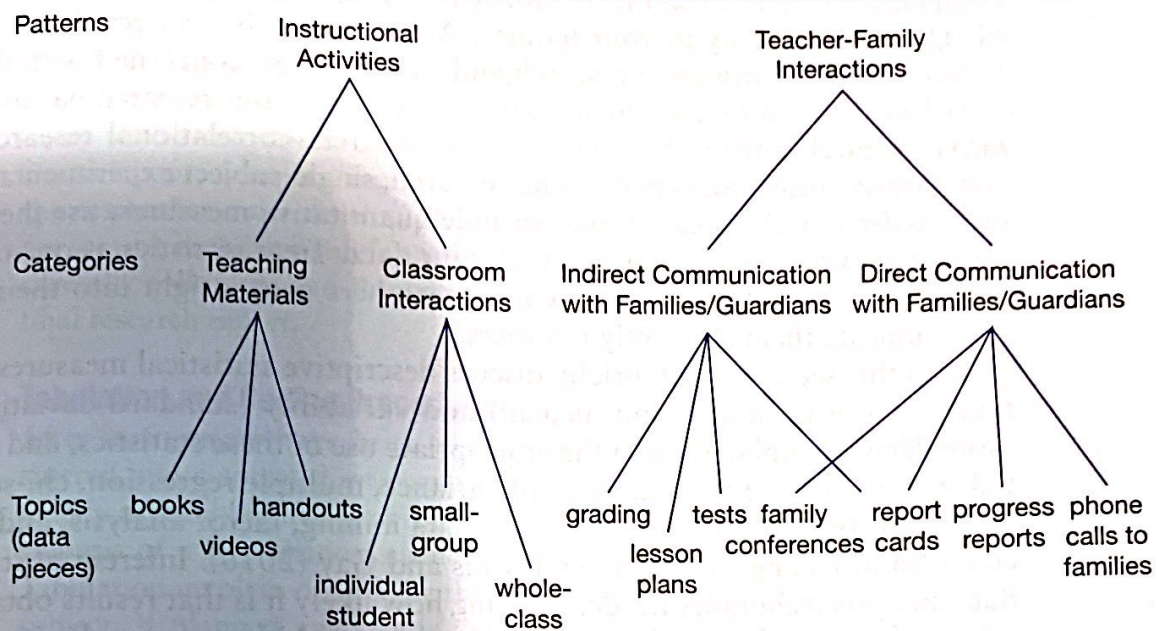 Patterns
Instructional
Activities
Teacher-Family
Interactions
Categories
Teaching
Materials
Classroom
Interactions
Indirect Communication
with Families/Guardians
Direct Communication
with Families/Guardians
Topics
(data
pieces)
books
videos
handouts
individual
student
small-
group
whole-
class
grading
lesson
plans
tests
family
conferences
report
cards
progress
reports
phone
calls to
families